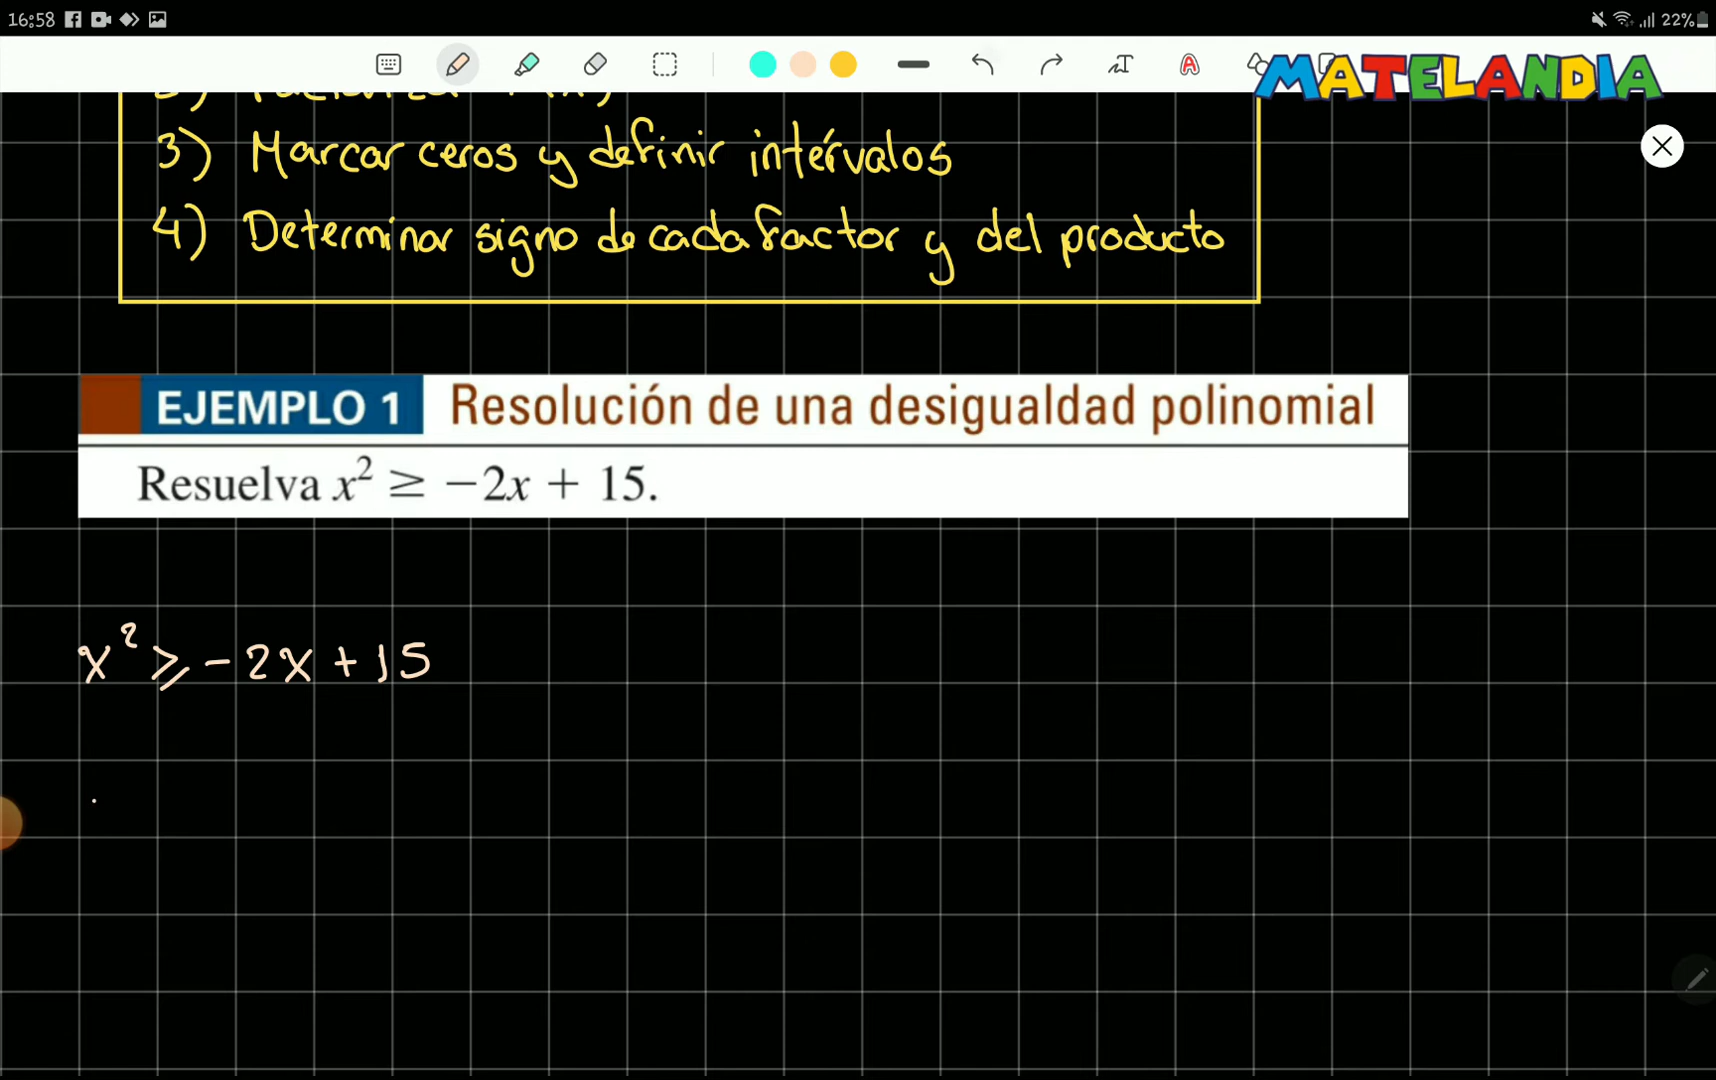 16:58
22%
MATELANDIA
3) Marcar ceros y definir intérvalos
4) Determinar signo de cada factor y del producto
EJEMPLO 1 Resolución de una desigualdad polinomial
Resuelva x² ≥ −2x + 15.
x² ≥ -2x + 15